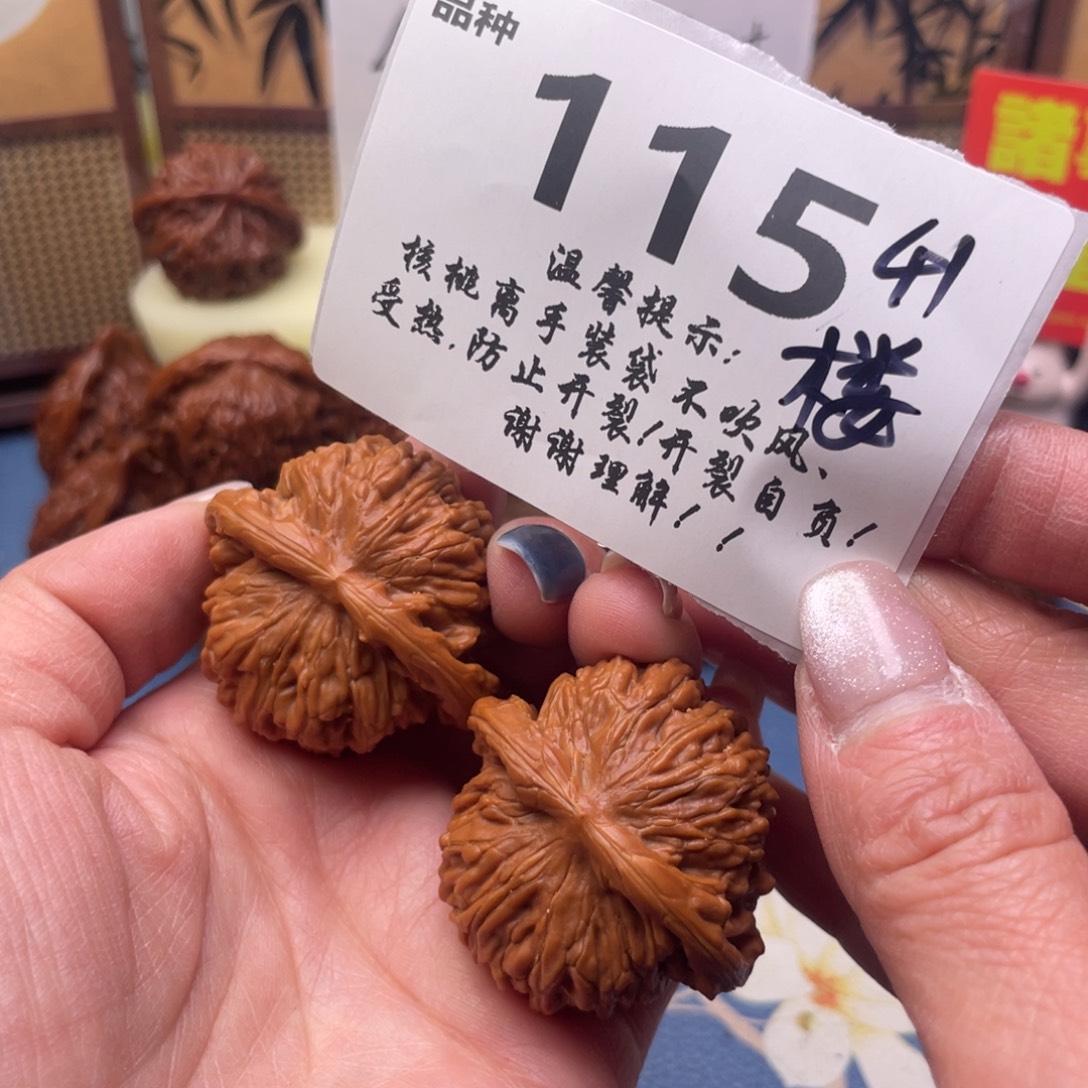 品种
115
41
楼
温馨提示：
核桃离手装袋不吹风、
受热，防止开裂！开裂自负！
谢谢理解！！
諸